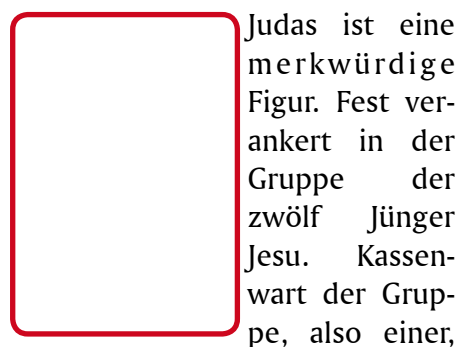 Judas ist eine
merkwürdige
Figur. Fest ver-
ankert in der
Gruppe der
zwölf Jünger
Jesu. Kassen-
wart der Grup-
pe, also einer,